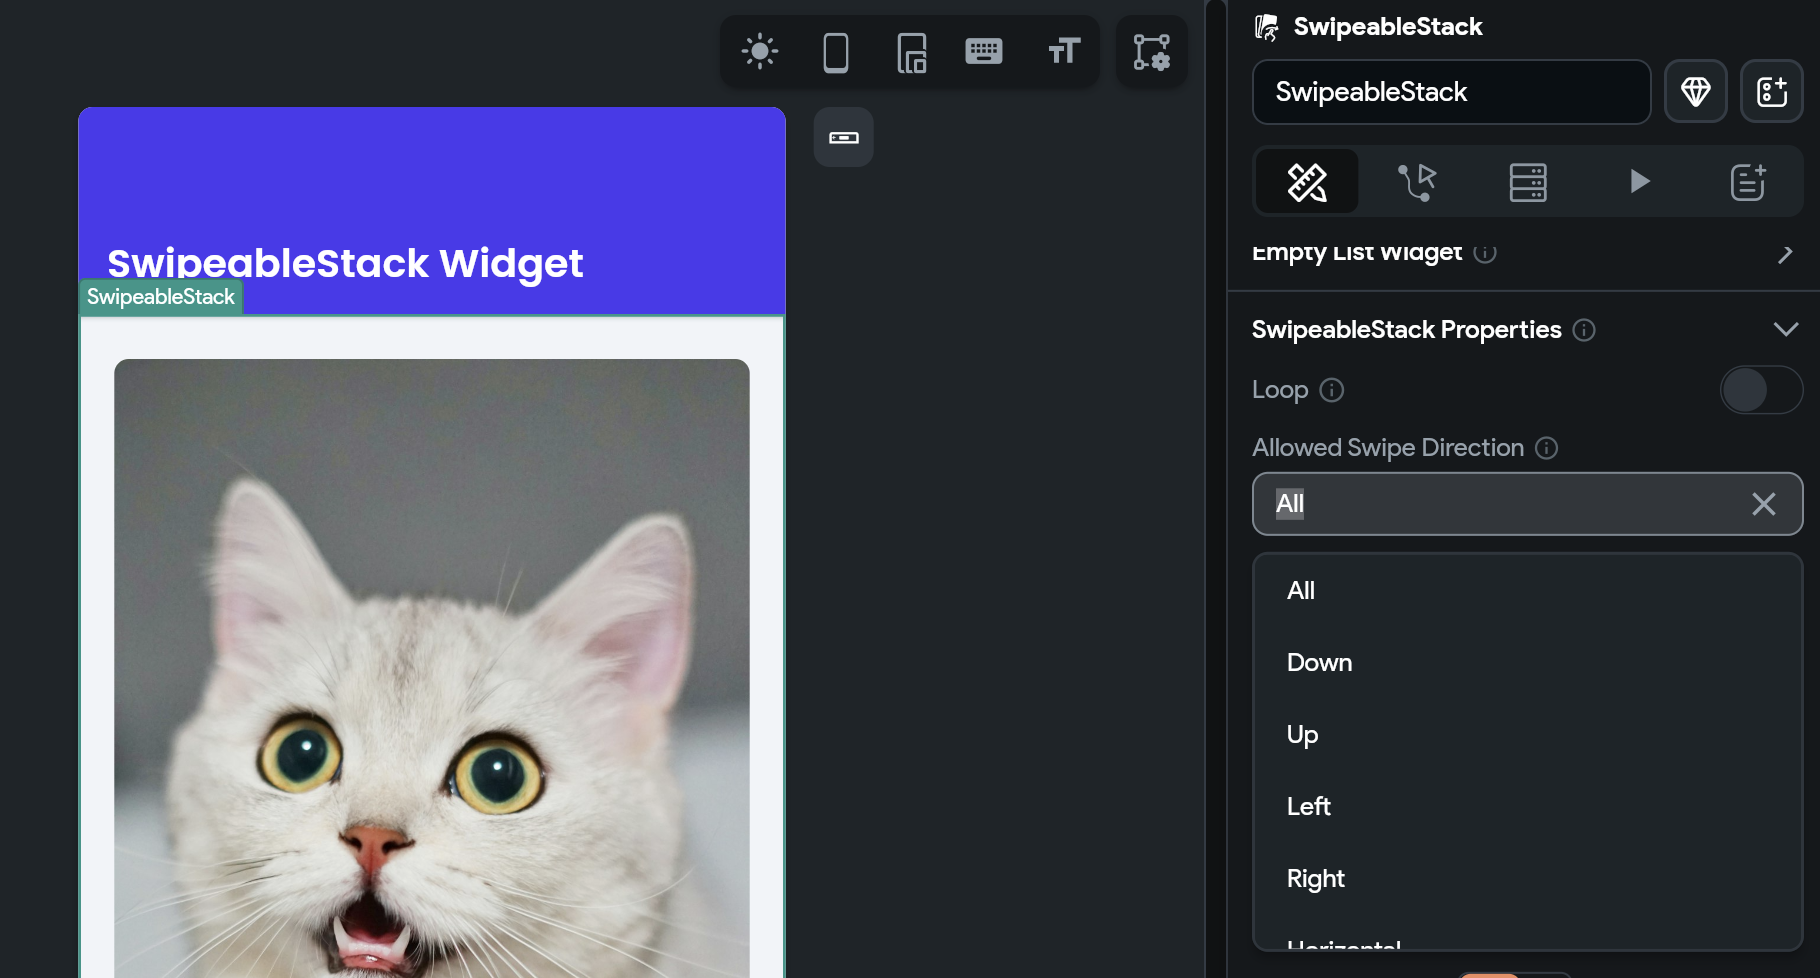 SwipeableStack
SwipeableStack
Empty List Widget
SwipeableStack Widget
SwipeableStack
SwipeableStack Properties
Loop
Allowed Swipe Direction
All
All
Down
Up
Left
Right
Horizontal